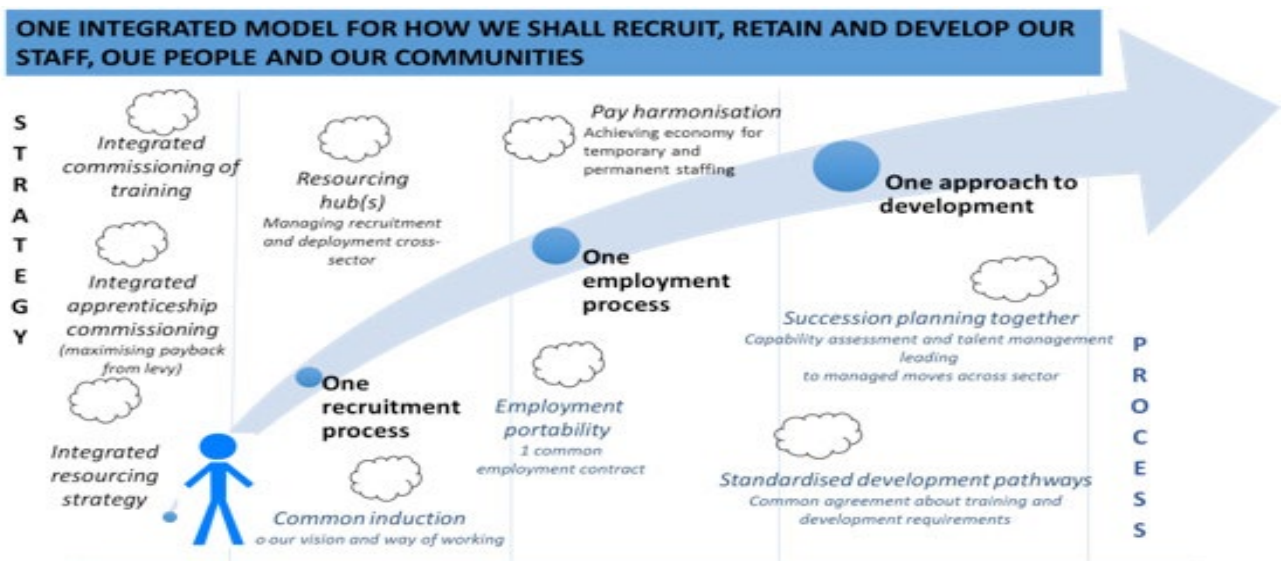 ONE INTEGRATED MODEL FOR HOW WE SHALL RECRUIT, RETAIN AND DEVELOP OUR
STAFF, OUE PEOPLE AND OUR COMMUNITIES
STRATEGY
Integrated
commissioning of
training
Integrated
apprenticeship
commissioning
(maximising payback
from levy)
Integrated
resourcing
strategy
Resourcing
hub(s)
Managing recruitment
and deployment cross-
sector
One
recruitment
process
Common induction
o our vision and way of working
Pay harmonisation
Achieving economy for
temporary and
permanent staffing
One
employment
process
Employment
portability
1 common
employment contract
One approach to
development
Succession planning together
Capability assessment and talent management
leading
to managed moves across sector
Standardised development pathways
Common agreement about training and
development requirements
PROCESS